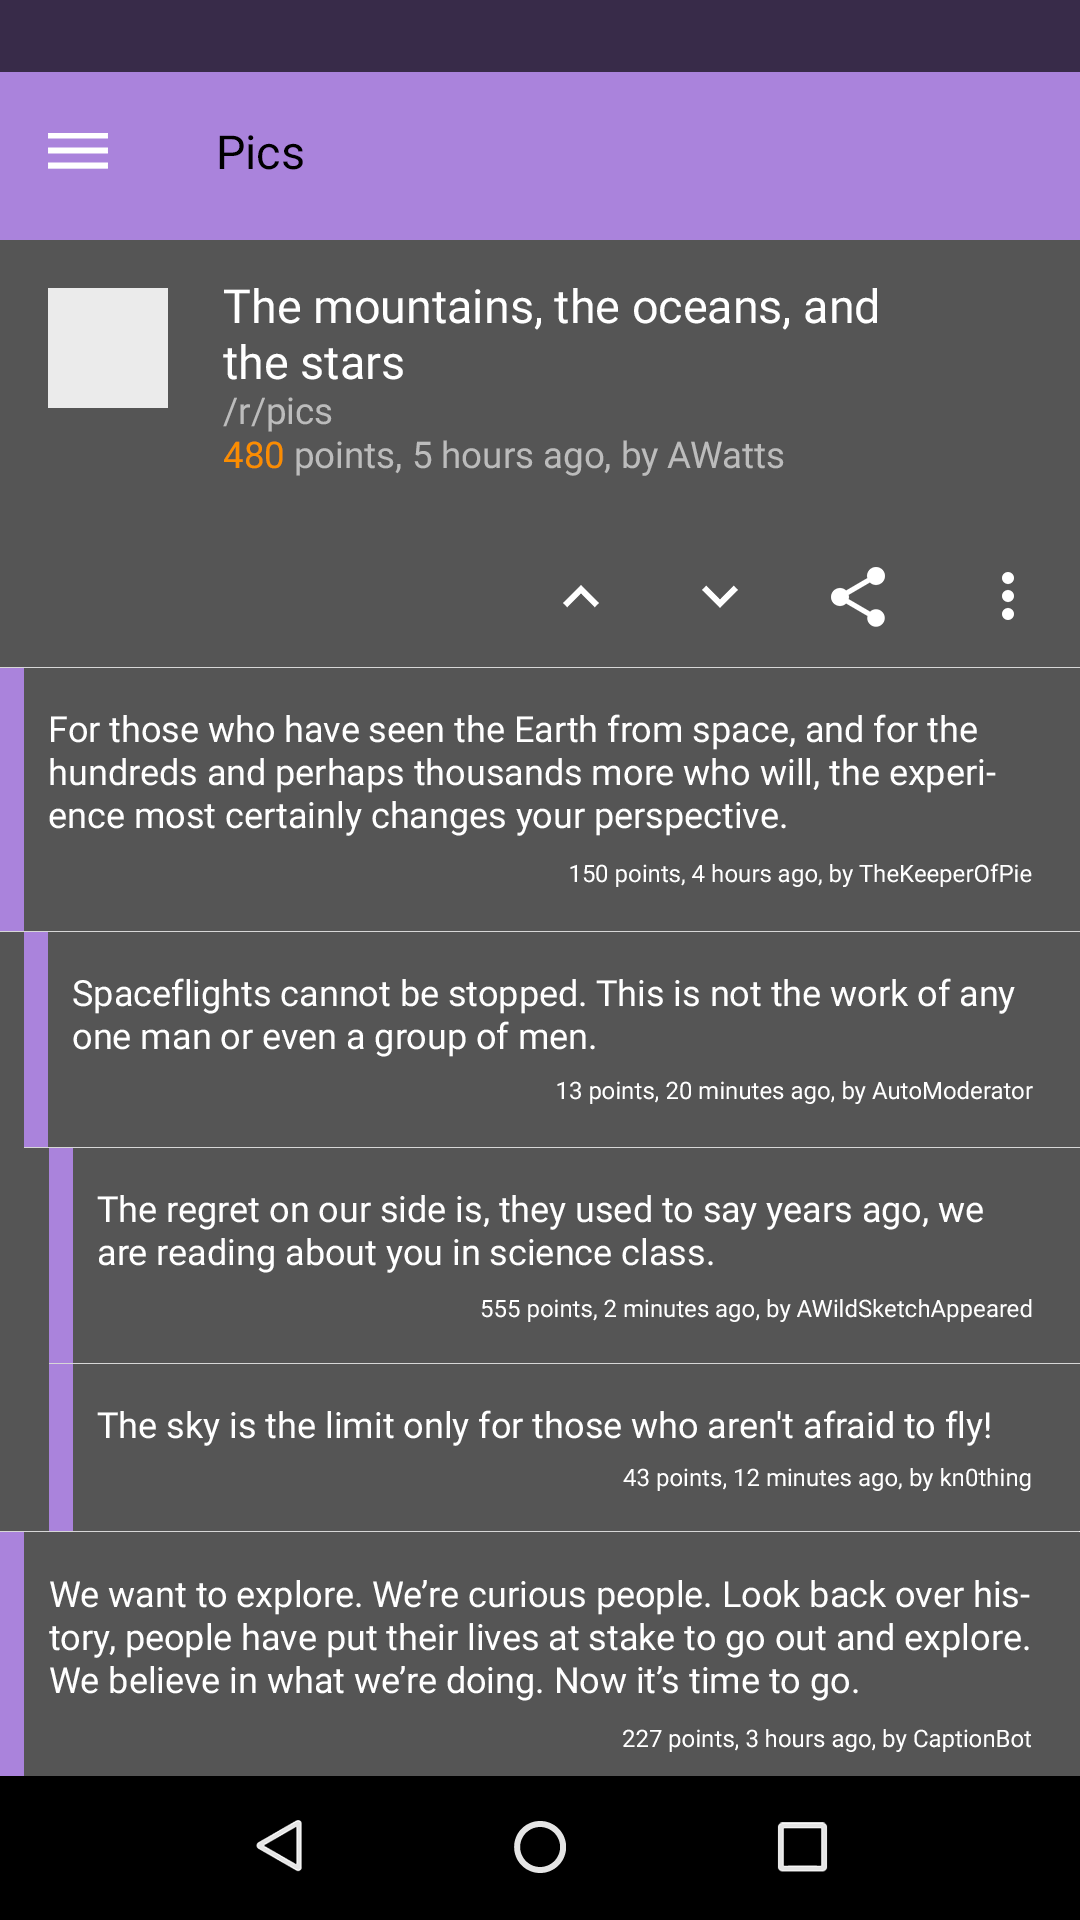 Pics
The mountains, the oceans, and
the stars
/r/pics
480 points, 5 hours ago, by AWatts
For those who have seen the Earth from space, and for the
hundreds and perhaps thousands more who will, the experi-
ence most certainly changes your perspective.
150 points, 4 hours ago, by TheKeeperOfPie
Spaceflights cannot be stopped. This is not the work of any
one man or even a group of men.
13 points, 20 minutes ago, by AutoModerator
The regret on our side is, they used to say years ago, we
are reading about you in science class.
555 points, 2 minutes ago, by AWildSketchAppeared
The sky is the limit only for those who aren't afraid to fly!
43 points, 12 minutes ago, by kn0thing
We want to explore. We’re curious people. Look back over his-
tory, people have put their lives at stake to go out and explore.
We believe in what we’re doing. Now it’s time to go.
227 points, 3 hours ago, by CaptionBot